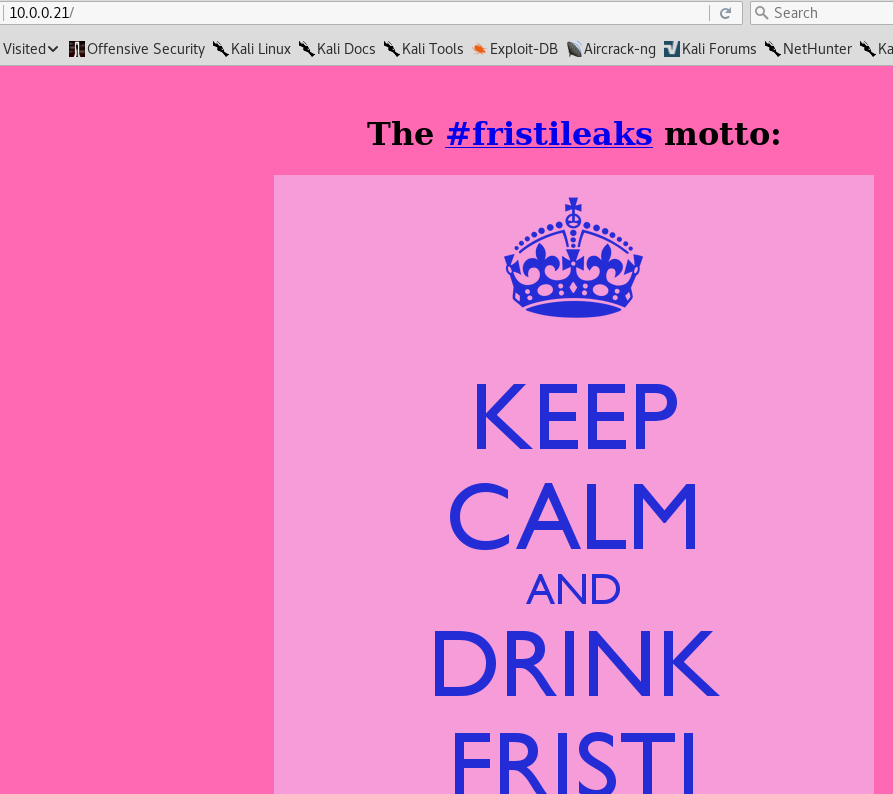 10.0.0.21/ Search
Visited Offensive Security Kali Linux Kali Docs Kali Tools Exploit-DB Aircrack-ng Kali Forums NetHunter Ka
The #fristileaks motto:
KEEP
CALM
AND
DRINK
FRISTI